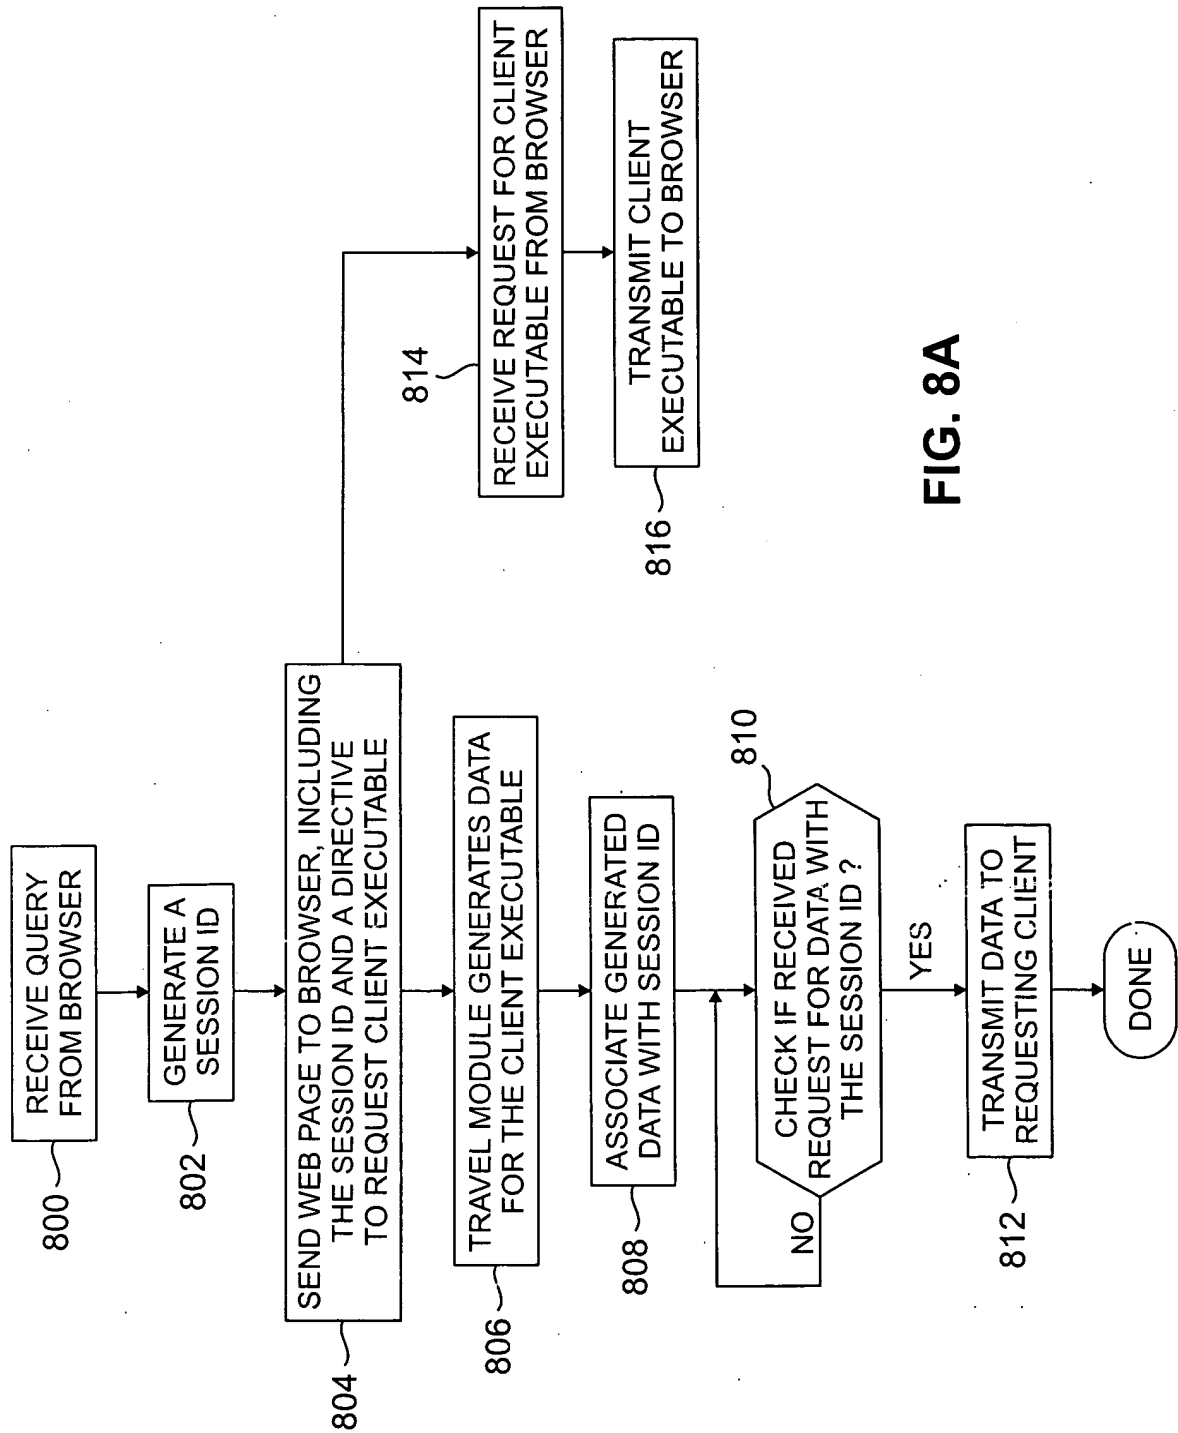 RECEIVE QUERY
FROM BROWSER
800
GENERATE A
SESSION ID
802
SEND WEB PAGE TO BROWSER, INCLUDING
THE SESSION ID AND A DIRECTIVE
TO REQUEST CLIENT EXECUTABLE
804
TRAVEL MODULE GENERATES DATA
FOR THE CLIENT EXECUTABLE
806
ASSOCIATE GENERATED
DATA WITH SESSION ID
808
CHECK IF RECEIVED
REQUEST FOR DATA WITH
THE SESSION ID ?
810
NO
YES
TRANSMIT DATA TO
REQUESTING CLIENT
812
DONE
814
RECEIVE REQUEST FOR CLIENT
EXECUTABLE FROM BROWSER
TRANSMIT CLIENT
EXECUTABLE TO BROWSER
816
FIG. 8A